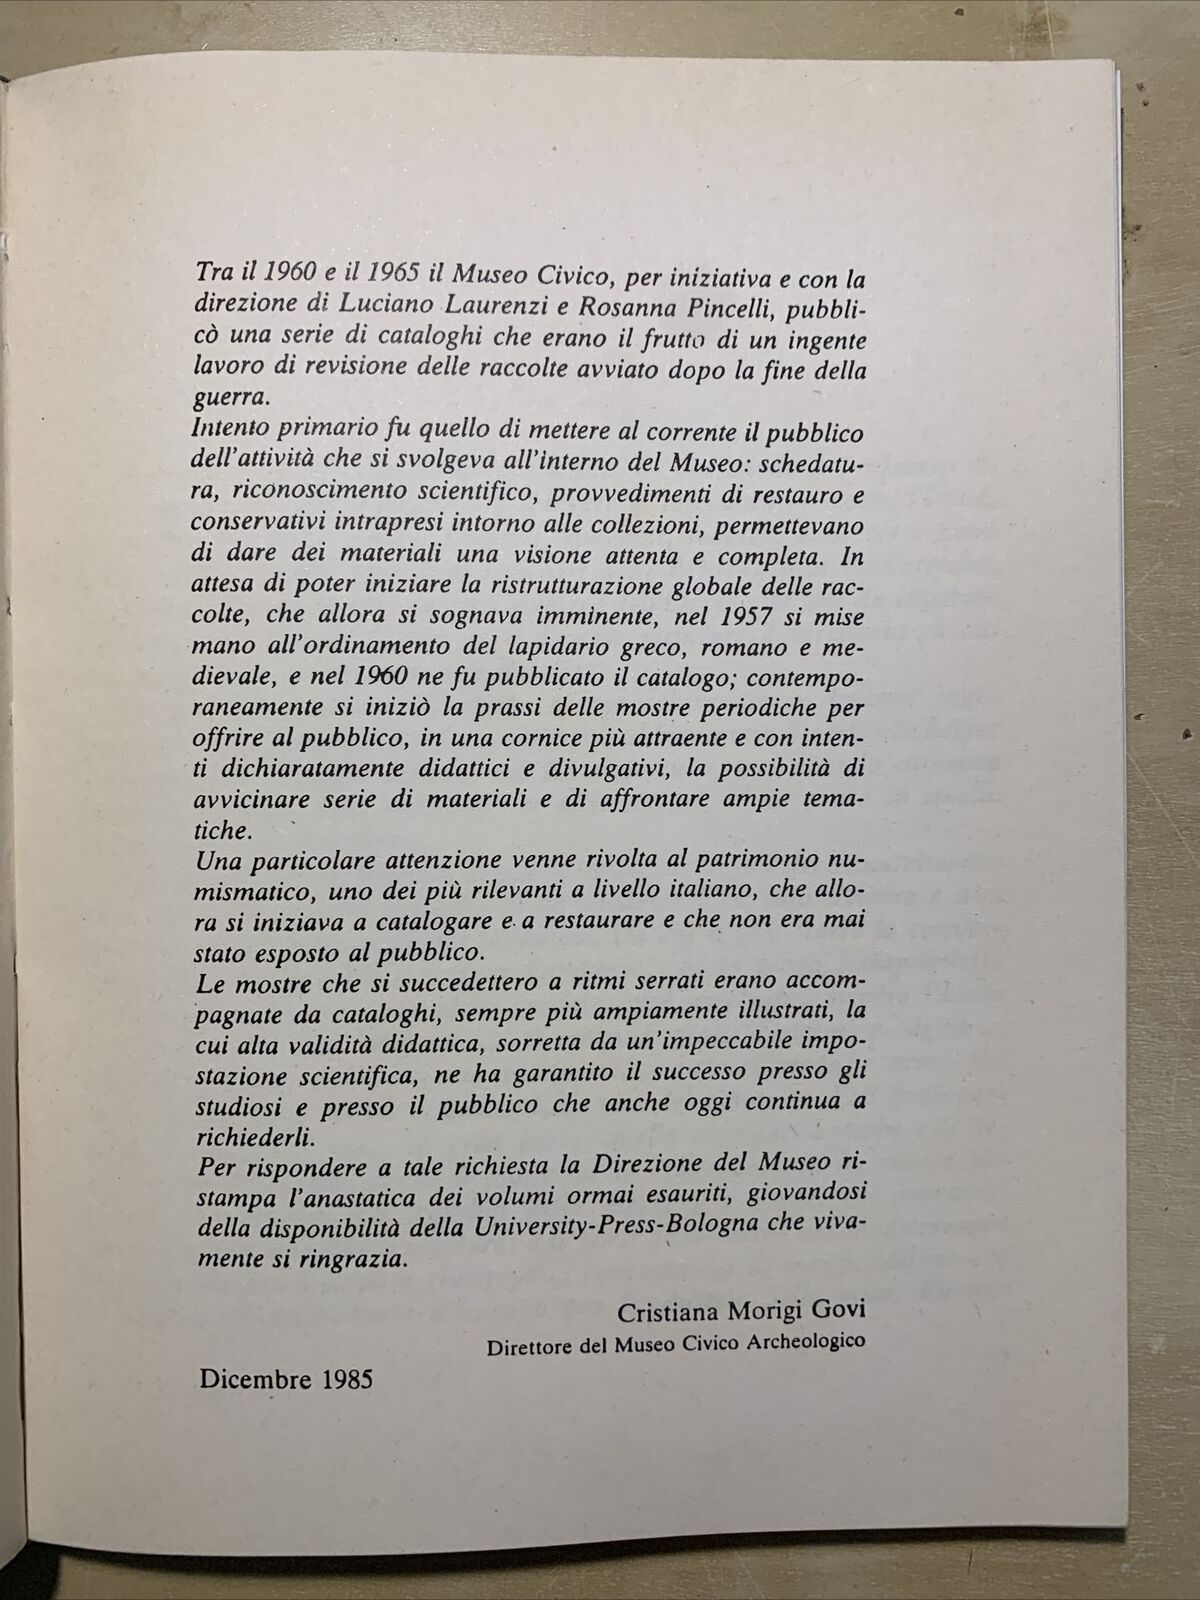 Tra il 1960 e il 1965 il Museo Civico, per iniziativa e con la
direzione di Luciano Laurenzi e Rosanna Pincelli, pubbli-
cò una serie di cataloghi che erano il frutto di un ingente
lavoro di revisione delle raccolte avviato dopo la fine della
guerra.
Intento primario fu quello di mettere al corrente il pubblico
dell'attività che si svolgeva all'interno del Museo: schedatu-
ra, riconoscimento scientifico, provvedimenti di restauro e
conservativi intrapresi intorno alle collezioni, permettevano
di dare dei materiali una visione attenta e completa. In
attesa di poter iniziare la ristrutturazione globale delle rac-
colte, che allora si sognava imminente, nel 1957 si mise
mano all'ordinamento del lapidario greco, romano e me-
dievale, e nel 1960 ne fu pubblicato il catalogo; contempo-
raneamente si iniziò la prassi delle mostre periodiche per
offrire al pubblico, in una cornice più attraente e con inten-
ti dichiaratamente didattici e divulgativi, la possibilità di
avvicinare serie di materiali e di affrontare ampie tema-
tiche.
Una particolare attenzione venne rivolta al patrimonio nu-
mismatico, uno dei più rilevanti a livello italiano, che allo-
ra si iniziava a catalogare e a restaurare e che non era mai
stato esposto al pubblico.
Le mostre che si succedettero a ritmi serrati erano accom-
pagnate da cataloghi, sempre più ampiamente illustrati, la
cui alta validità didattica, sorretta da un'impeccabile impo-
stazione scientifica, ne ha garantito il successo presso gli
studiosi e presso il pubblico che anche oggi continua a
richiederli.
Per rispondere a tale richiesta la Direzione del Museo ri-
stampa l'anastatica dei volumi ormai esauriti, giovandosi
della disponibilità della University-Press-Bologna che viva-
mente si ringrazia.
Cristiana Morigi Govi
Direttore del Museo Civico Archeologico
Dicembre 1985